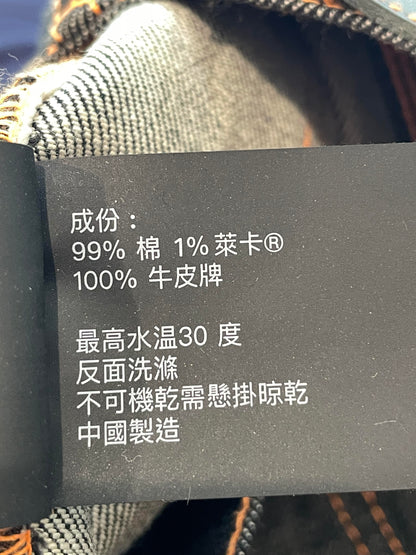 成份：
99% 棉 1% 萊卡®
100% 牛皮牌
最高水温30 度
反面洗滌
不可機乾需懸掛晾乾
中國製造